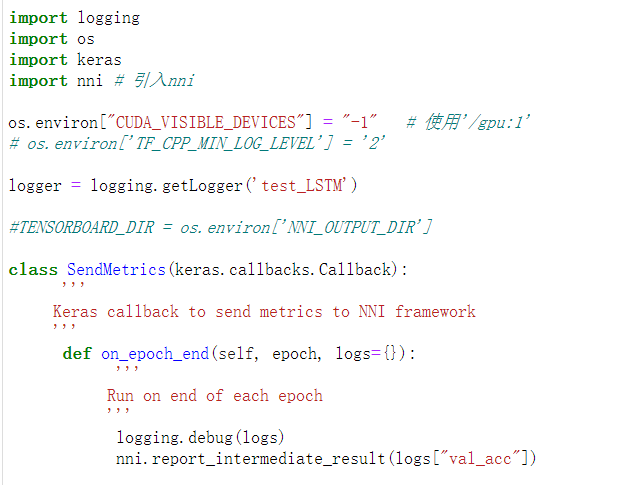 import logging
import os
import keras
import nni # 引入nni
os.environ["CUDA_VISIBLE_DEVICES"] = "-1"   # 使用'/gpu:1'
# os.environ['TF_CPP_MIN_LOG_LEVEL'] = '2'
logger = logging.getLogger('test_LSTM')
#TENSORBOARD_DIR = os.environ['NNI_OUTPUT_DIR']
class SendMetrics(keras.callbacks.Callback):
'''
Keras callback to send metrics to NNI framework
'''
def on_epoch_end(self, epoch, logs={}):
'''
Run on end of each epoch
'''
logging.debug(logs)
nni.report_intermediate_result(logs["val_acc"])